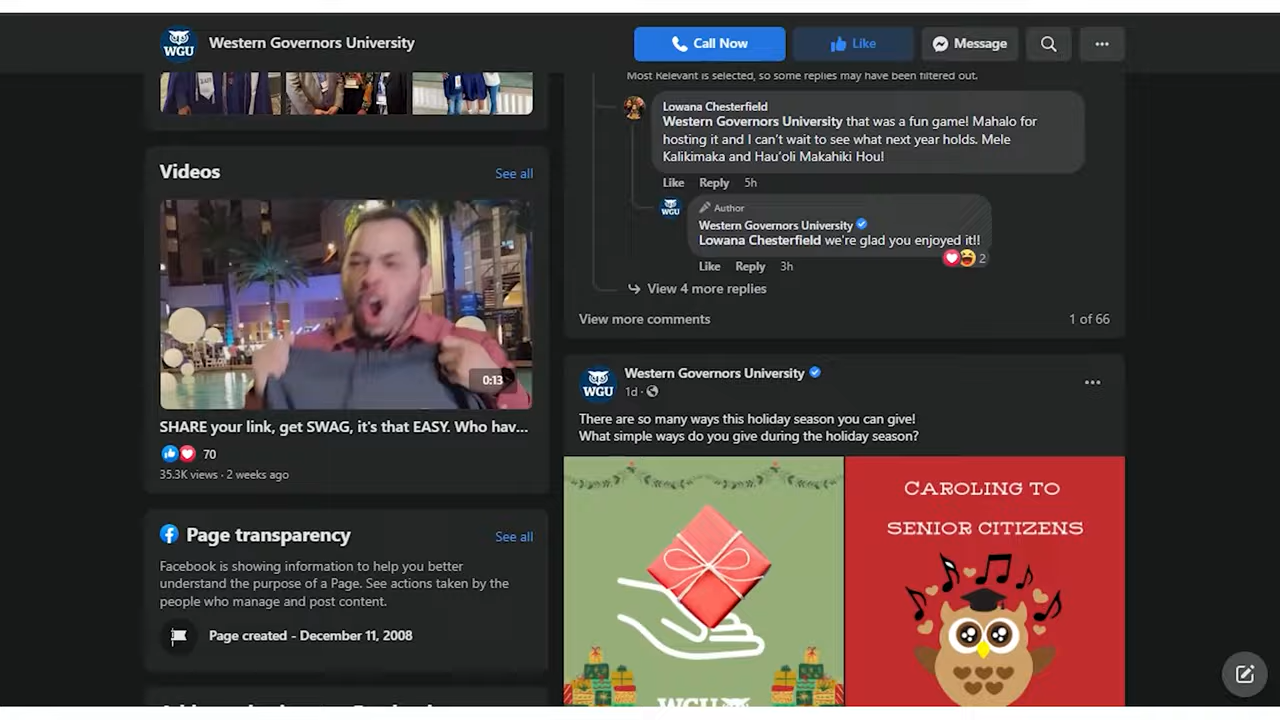 WGU
Western Governors University
Call Now
Like
Message
Most Relevant is selected, so some replies may have been filtered out.
Lowana Chesterfield
Western Governors University that was a fun game! Mahalo for
hosting it and I can't wait to see what next year holds. Mele
Kalikimaka and Hau'oli Makahiki Hou!
Like Reply 5h
WGU
Author
Western Governors University
Lowana Chesterfield we're glad you enjoyed it!!
2
Like Reply 3h
View 4 more replies
View more comments
1 of 66
Videos
See all
0:13
SHARE your link, get SWAG, it's that EASY. Who hav...
70
35.3K views · 2 weeks ago
Page transparency
See all
Facebook is showing information to help you better
understand the purpose of a Page. See actions taken by the
people who manage and post content.
Page created - December 11, 2008
WGU
Western Governors University
1d ·
There are so many ways this holiday season you can give!
What simple ways do you give during the holiday season?
WGU
CAROLING TO
SENIOR CITIZENS